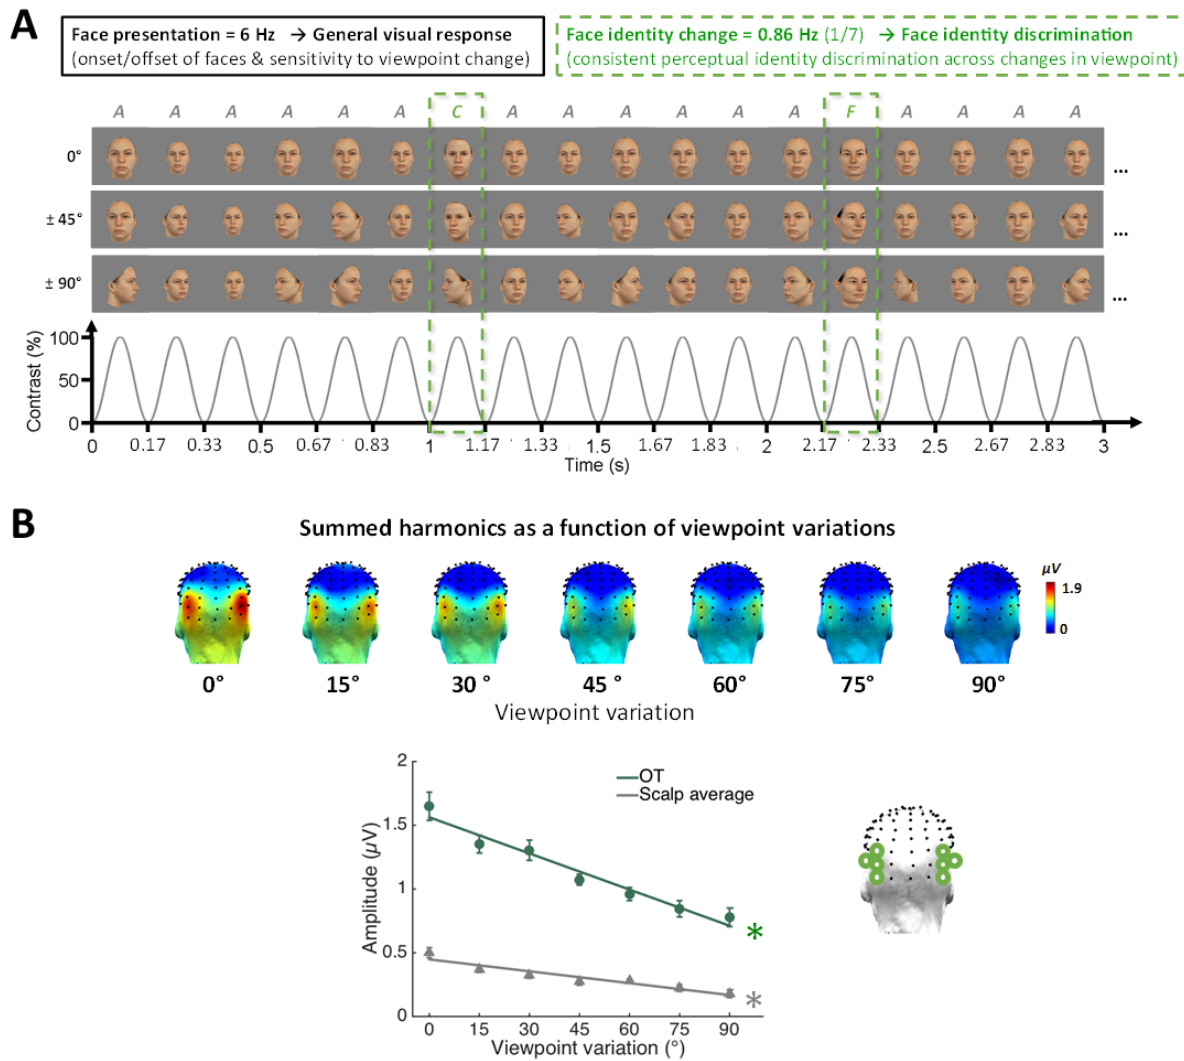 A
Face presentation = 6 Hz → General visual response
(onset/offset of faces & sensitivity to viewpoint change)
Face identity change = 0.86 Hz (1/7) → Face identity discrimination
(consistent perceptual identity discrimination across changes in viewpoint)
A A A A A A C A A A A A A F A A A A
0°
...
± 45°
...
± 90°
...
Contrast (%)
100
50
0
0 0.17 0.33 0.5 0.67 0.83 1 1.17 1.33 1.5 1.67 1.83 2 2.17 2.33 2.5 2.67 2.83 3
Time (s)
B
Summed harmonics as a function of viewpoint variations
μV
1.9
0
0° 15° 30 ° 45 ° 60° 75° 90°
Viewpoint variation
2
1.5
1
0.5
0
Amplitude (μV)
OT
Scalp average
*
*
0 15 30 45 60 75 90
Viewpoint variation (°)